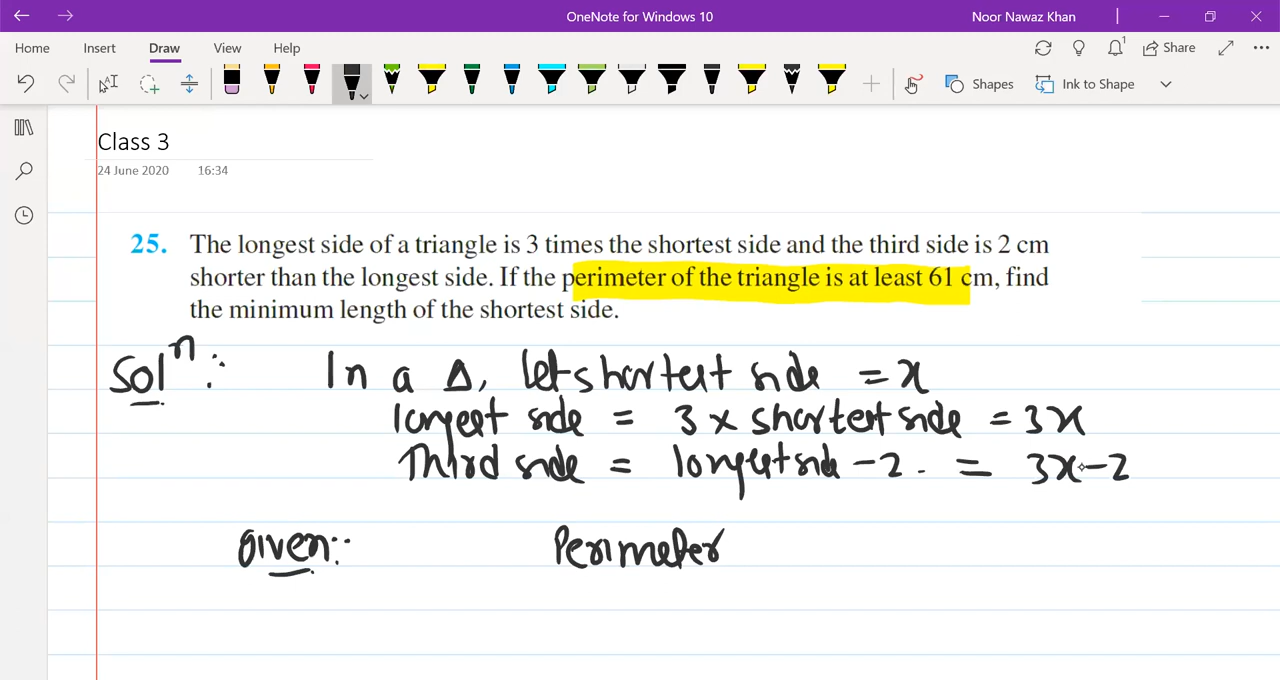 OneNote for Windows 10
Noor Nawaz Khan
Home Insert Draw View Help
Share
Shapes
Ink to Shape
Class 3
24 June 2020 16:34
25. The longest side of a triangle is 3 times the shortest side and the third side is 2 cm
shorter than the longest side. If the perimeter of the triangle is at least 61 cm, find
the minimum length of the shortest side.
Solⁿ: In a Δ, let shortest side = x
longest side = 3 × shortest side = 3x
Third side = longest side - 2. = 3x-2
Given: Perimeter